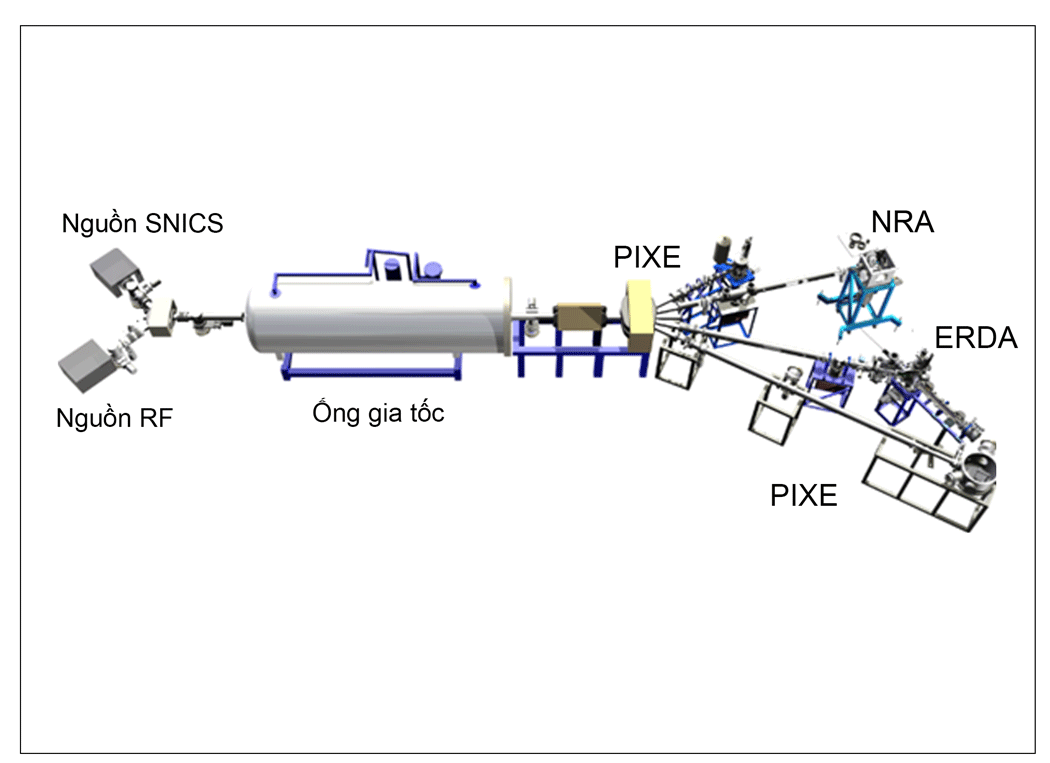 Nguồn SNICS
NRA
PIXE
ERDA
Nguồn RF
Ống gia tốc
PIXE